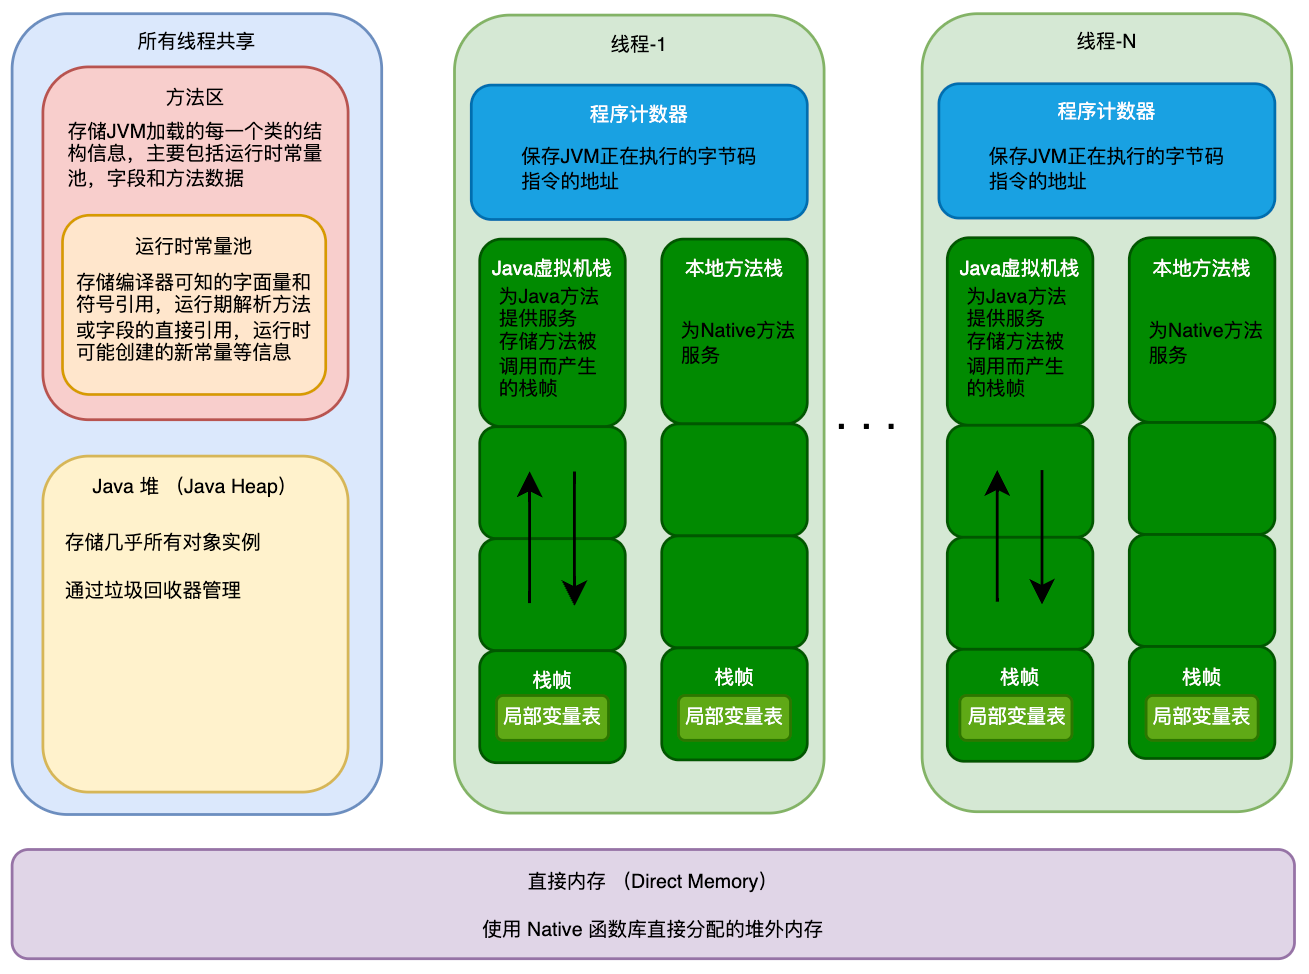 所有线程共享
方法区
存储JVM加载的每一个类的结
构信息，主要包括运行时常量
池，字段和方法数据
运行时常量池
存储编译器可知的字面量和
符号引用，运行期解析方法
或字段的直接引用，运行时
可能创建的新常量等信息
Java 堆 （Java Heap）
存储几乎所有对象实例
通过垃圾回收器管理
线程-1
程序计数器
保存JVM正在执行的字节码
指令的地址
Java虚拟机栈
为Java方法
提供服务
存储方法被
调用而产生
的栈帧
栈帧
局部变量表
本地方法栈
为Native方法
服务
栈帧
局部变量表
. . .
线程-N
程序计数器
保存JVM正在执行的字节码
指令的地址
Java虚拟机栈
为Java方法
提供服务
存储方法被
调用而产生
的栈帧
栈帧
局部变量表
本地方法栈
为Native方法
服务
栈帧
局部变量表
直接内存 （Direct Memory）
使用 Native 函数库直接分配的堆外内存